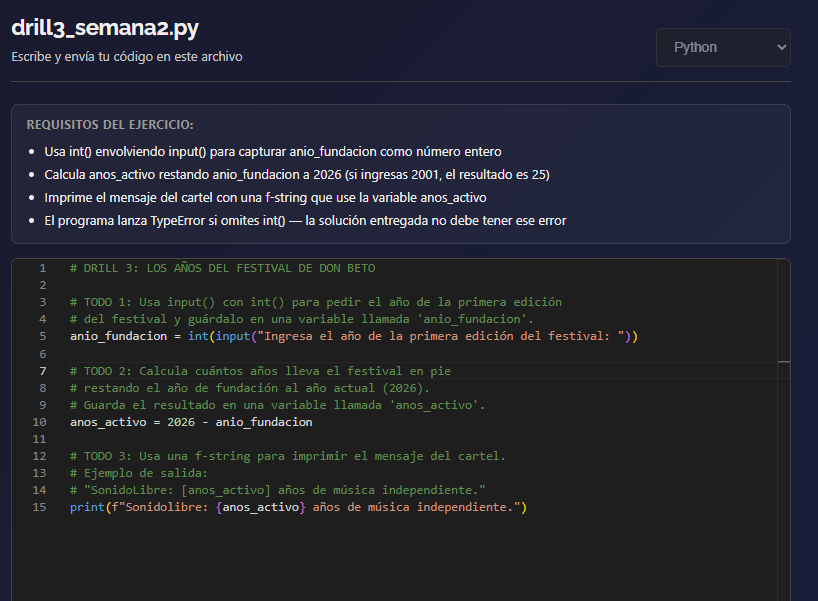 drill3_semana2.py
Escribe y envía tu código en este archivo
Python
REQUISITOS DEL EJERCICIO:
• Usa int() envolviendo input() para capturar anio_fundacion como número entero
• Calcula anos_activo restando anio_fundacion a 2026 (si ingresas 2001, el resultado es 25)
• Imprime el mensaje del cartel con una f-string que use la variable anos_activo
• El programa lanza TypeError si omites int() — la solución entregada no debe tener ese error
1 # DRILL 3: LOS AÑOS DEL FESTIVAL DE DON BETO
2
3 # TODO 1: Usa input() con int() para pedir el año de la primera edición
4 # del festival y guárdalo en una variable llamada 'anio_fundacion'.
5 anio_fundacion = int(input("Ingresa el año de la primera edición del festival: "))
6
7 # TODO 2: Calcula cuántos años lleva el festival en pie
8 # restando el año de fundación al año actual (2026).
9 # Guarda el resultado en una variable llamada 'anos_activo'.
10 anos_activo = 2026 - anio_fundacion
11
12 # TODO 3: Usa una f-string para imprimir el mensaje del cartel.
13 # Ejemplo de salida:
14 # "SonidoLibre: [anos_activo] años de música independiente."
15 print(f"Sonidolibre: {anos_activo} años de música independiente.")